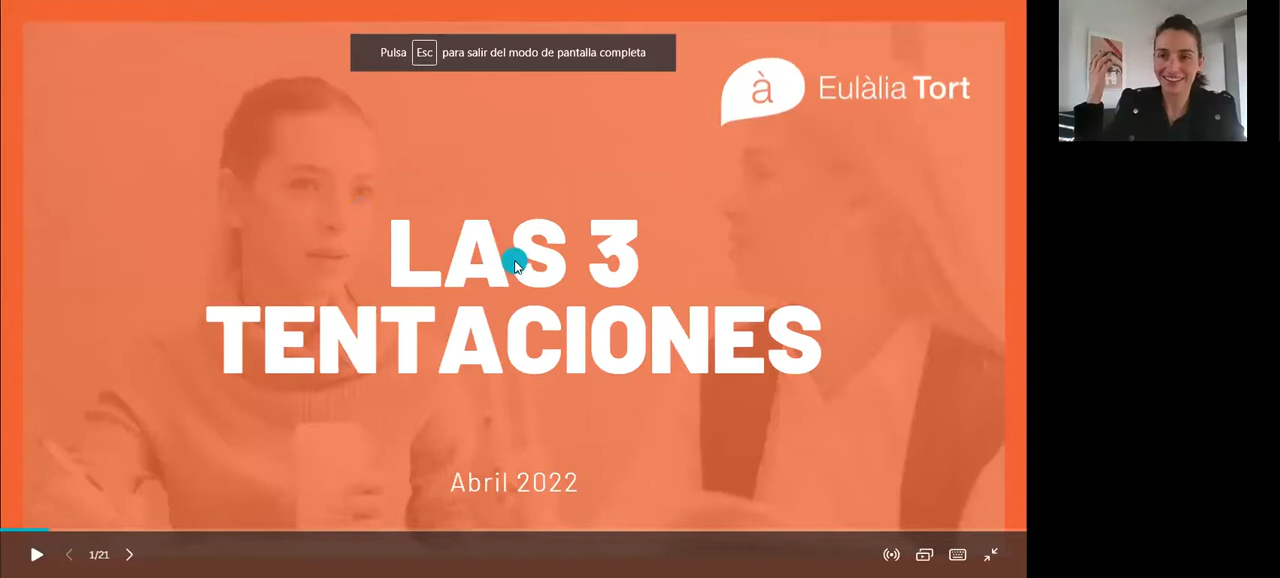 Pulsa Esc para salir del modo de pantalla completa
à Eulàlia Tort
LAS 3
TENTACIONES
Abril 2022
1/21